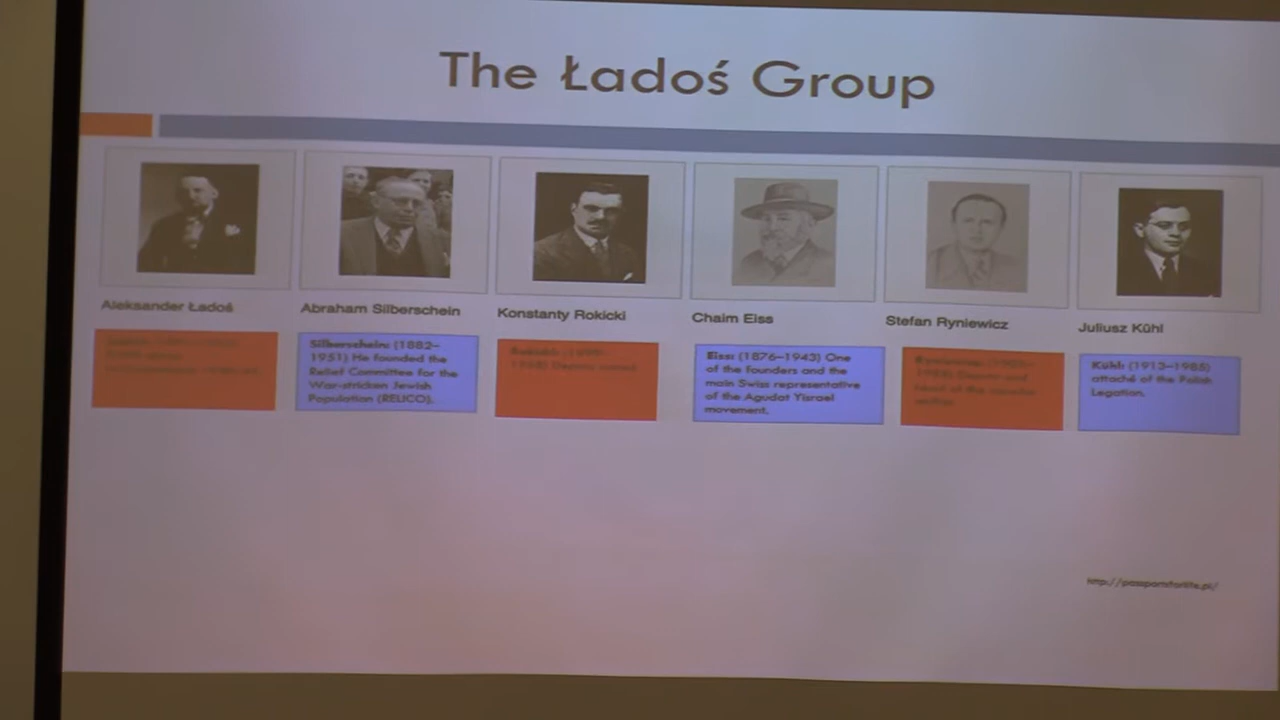 The Ładoś Group
Aleksander Ładoś
Abraham Silberschein
Konstanty Rokicki
Chaim Eiss
Stefan Ryniewicz
Juliusz Kühl
Silberschein: (1882–
1951) He founded the
Relief Committee for the
War-stricken Jewish
Population (RELICO).
Eiss: (1876–1943) One
of the founders and the
main Swiss representative
of the Agudat Yisrael
movement.
Kühl: (1913–1985)
attaché of the Polish
Legation.
http://passportsforlife.pl/